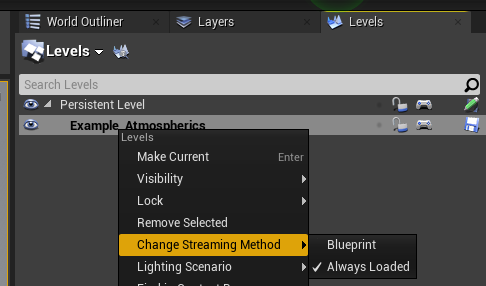 World Outliner Layers Levels
Levels
Search Levels
Persistent Level
Example_Atmospherics
Levels
Make Current Enter
Visibility
Lock
Remove Selected
Change Streaming Method Blueprint
Lighting Scenario Always Loaded